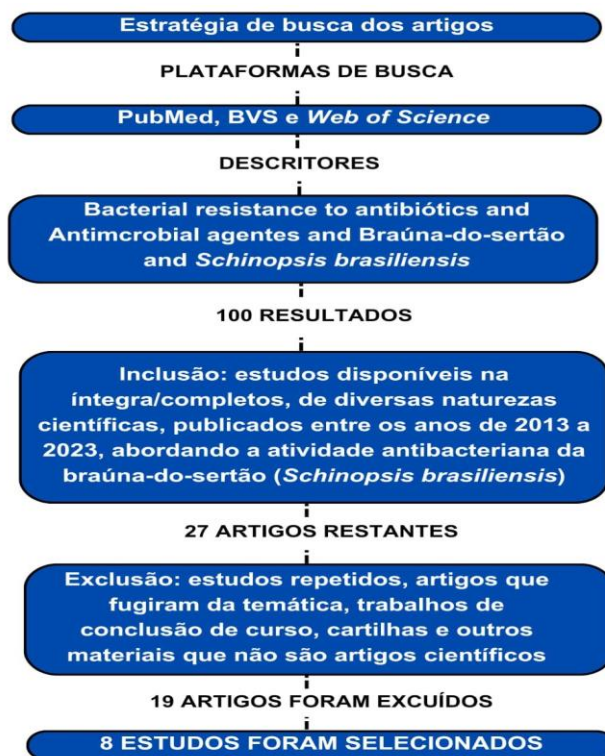 Estratégia de busca dos artigos
PLATAFORMAS DE BUSCA
PubMed, BVS e Web of Science
DESCRITORES
Bacterial resistance to antibiótics and
Antimcrobial agentes and Braúna-do-sertão
and Schinopsis brasiliensis
100 RESULTADOS
Inclusão: estudos disponíveis na
íntegra/completos, de diversas naturezas
científicas, publicados entre os anos de 2013 a
2023, abordando a atividade antibacteriana da
braúna-do-sertão (Schinopsis brasiliensis)
27 ARTIGOS RESTANTES
Exclusão: estudos repetidos, artigos que
fugiram da temática, trabalhos de
conclusão de curso, cartilhas e outros
materiais que não são artigos científicos
19 ARTIGOS FORAM EXCUÍDOS
8 ESTUDOS FORAM SELECIONADOS